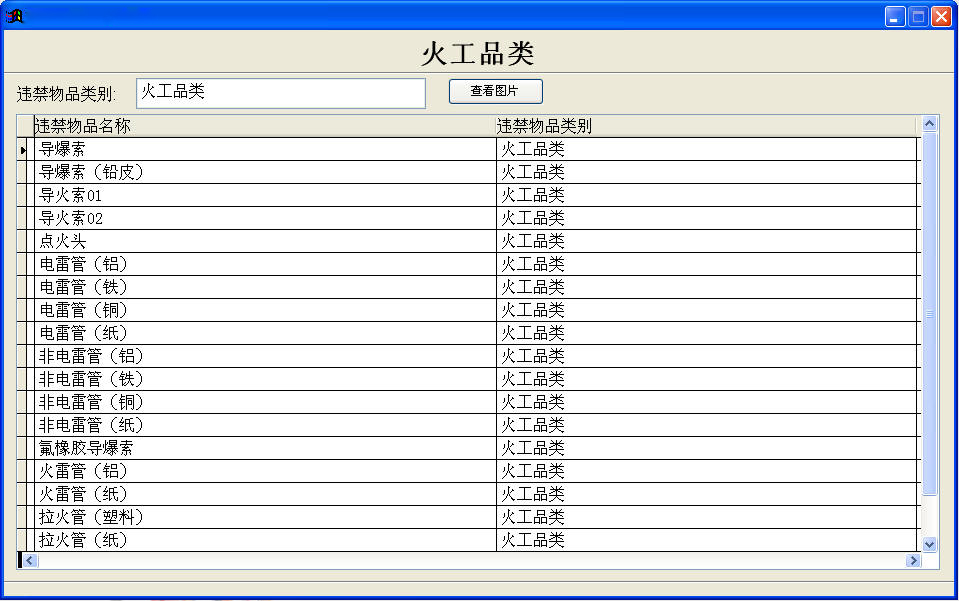 火工品类
违禁物品类别: 火工品类 查看图片
违禁物品名称 违禁物品类别
导爆索 火工品类
导爆索（铅皮） 火工品类
导火索01 火工品类
导火索02 火工品类
点火头 火工品类
电雷管（铝） 火工品类
电雷管（铁） 火工品类
电雷管（铜） 火工品类
电雷管（纸） 火工品类
非电雷管（铝） 火工品类
非电雷管（铁） 火工品类
非电雷管（铜） 火工品类
非电雷管（纸） 火工品类
氟橡胶导爆索 火工品类
火雷管（铝） 火工品类
火雷管（纸） 火工品类
拉火管（塑料） 火工品类
拉火管（纸） 火工品类